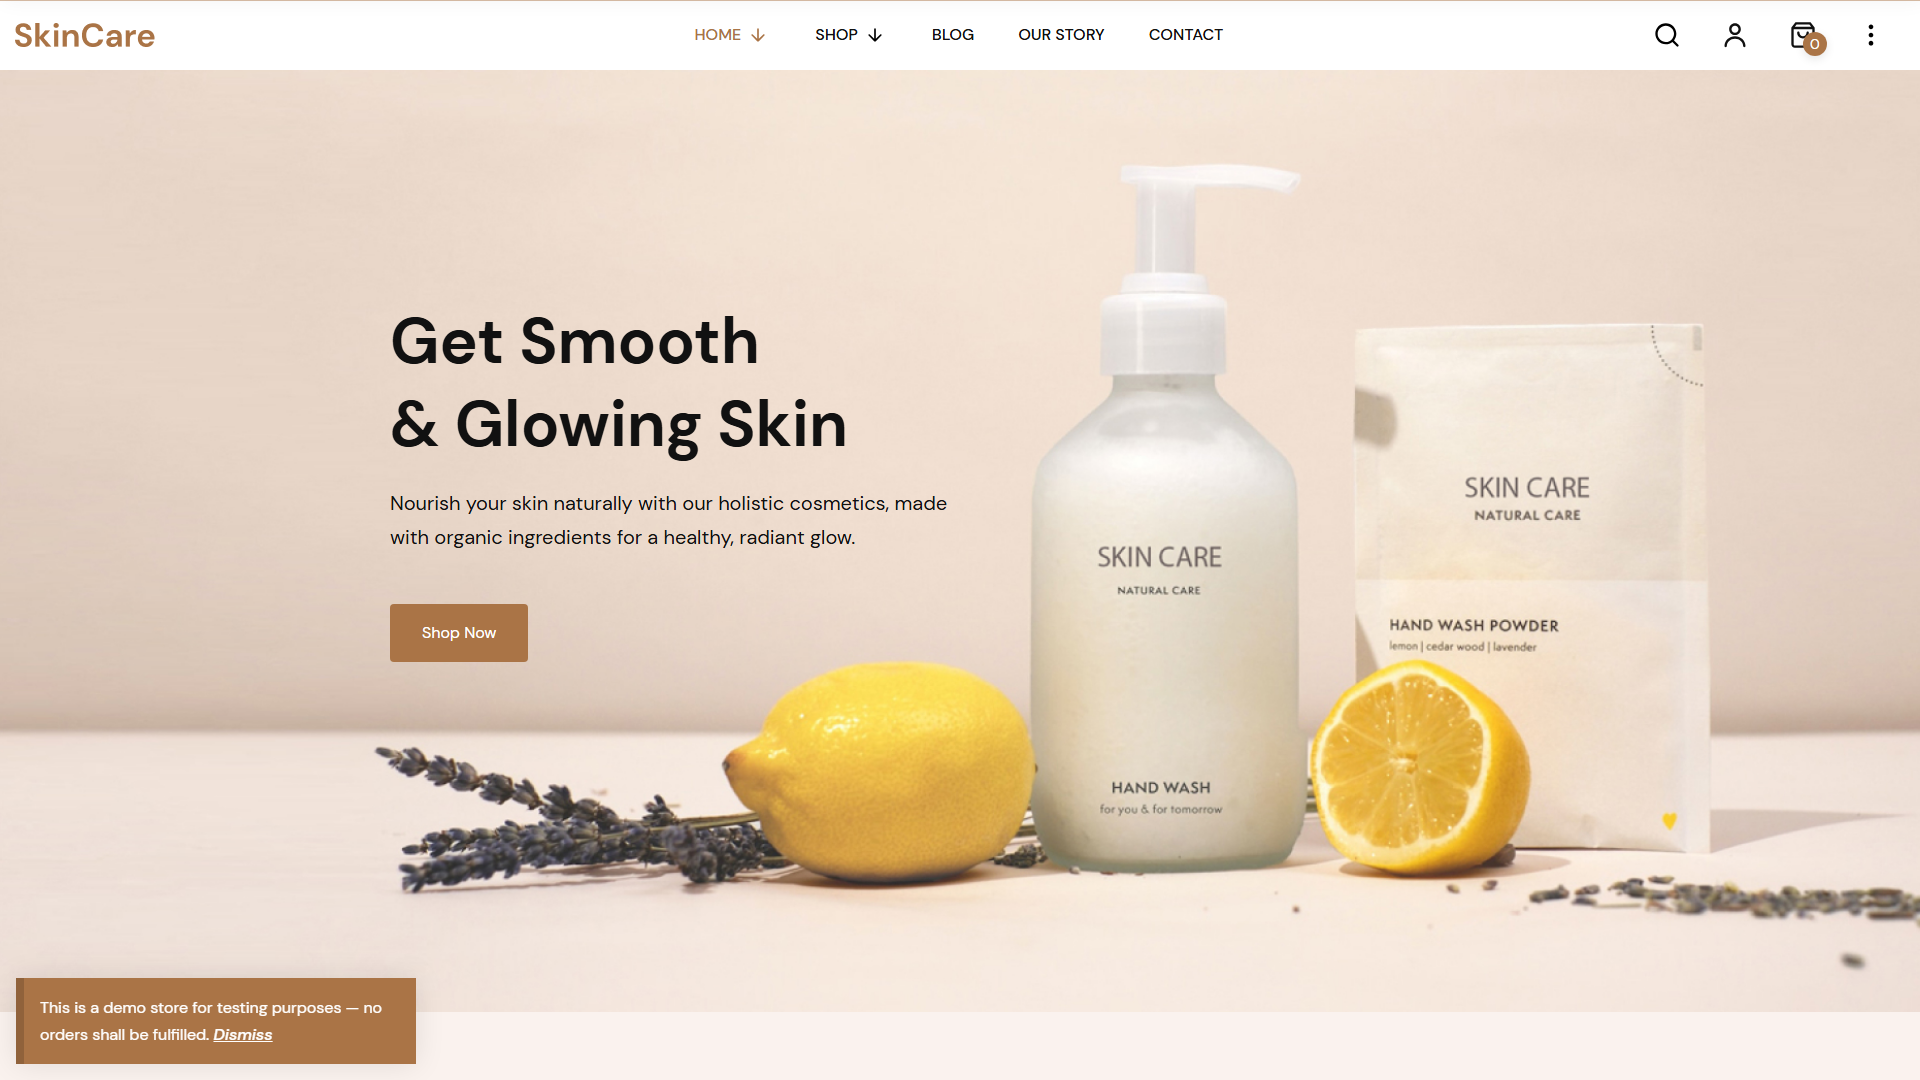 SkinCare
HOME
SHOP
BLOG
OUR STORY
CONTACT
0
Get Smooth
& Glowing Skin
Nourish your skin naturally with our holistic cosmetics, made
with organic ingredients for a healthy, radiant glow.
Shop Now
SKIN CARE
NATURAL CARE
HAND WASH
for you & for tomorrow
SKIN CARE
NATURAL CARE
HAND WASH POWDER
lemon | cedar wood | lavender
This is a demo store for testing purposes — no
orders shall be fulfilled. Dismiss